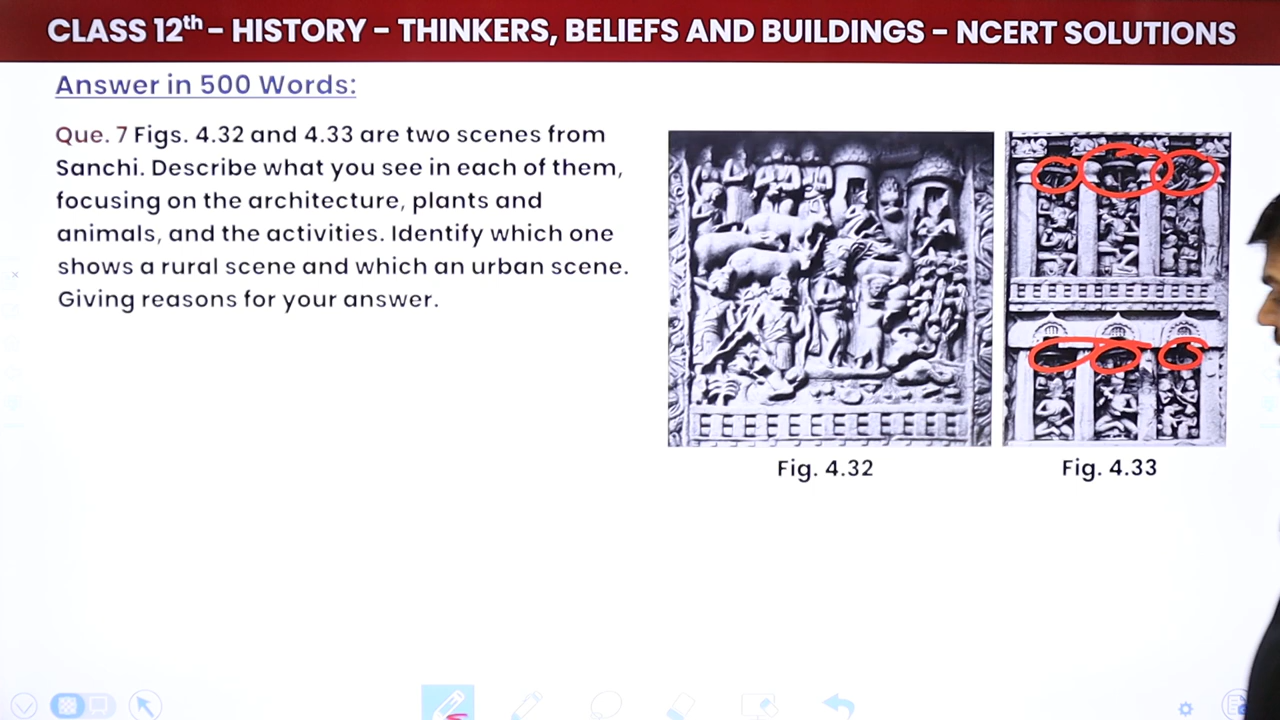 CLASS 12th – HISTORY – THINKERS, BELIEFS AND BUILDINGS – NCERT SOLUTIONS
Answer in 500 Words:
Que. 7 Figs. 4.32 and 4.33 are two scenes from
Sanchi. Describe what you see in each of them,
focusing on the architecture, plants and
animals, and the activities. Identify which one
shows a rural scene and which an urban scene.
Giving reasons for your answer.
Fig. 4.32
Fig. 4.33